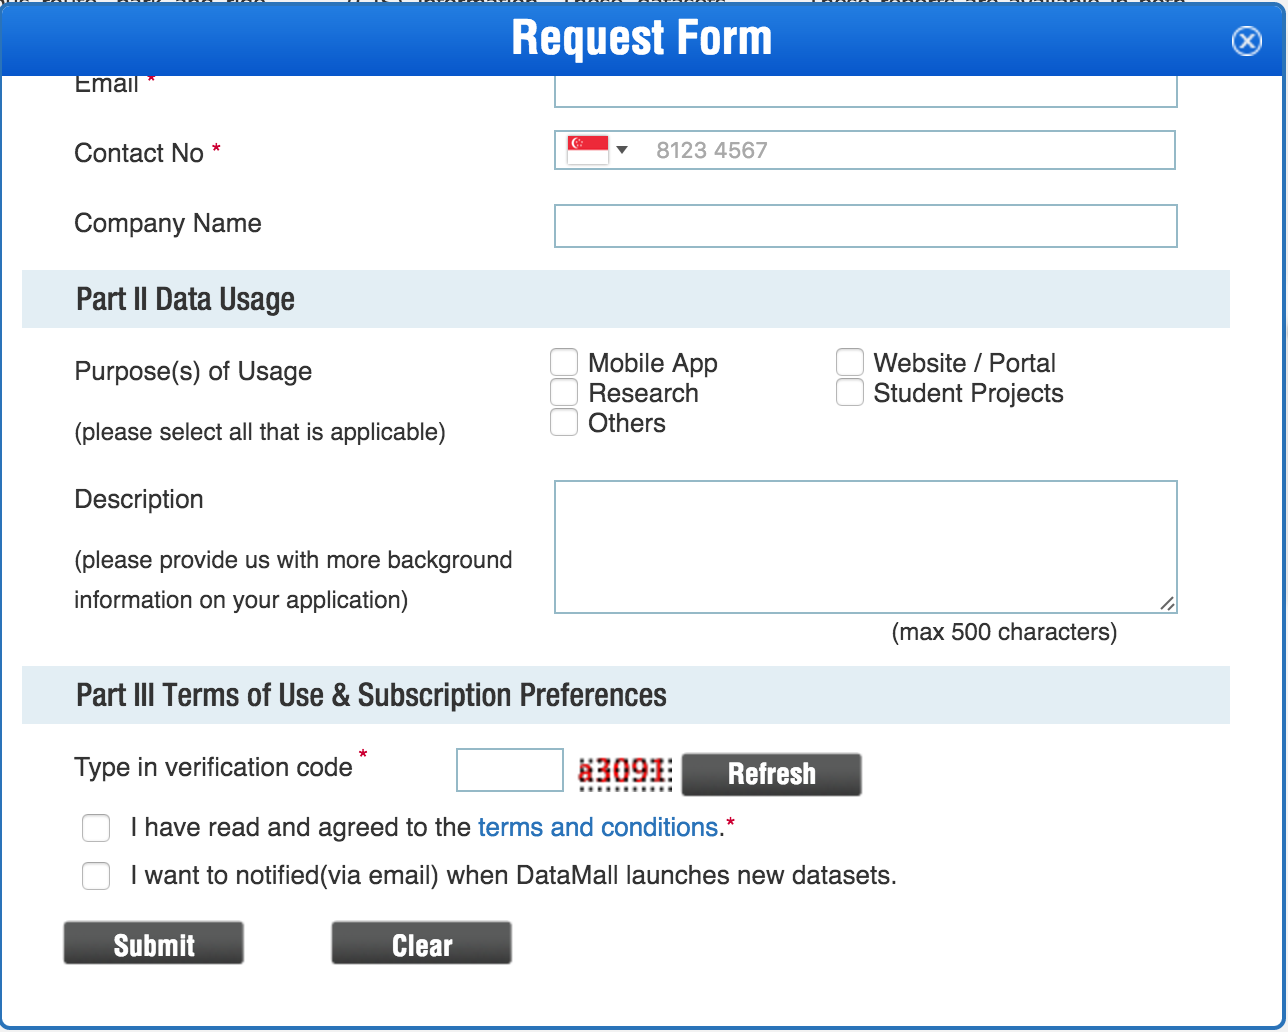 Request Form
Email *
Contact No * 8123 4567
Company Name
Part II Data Usage
Purpose(s) of Usage
Mobile App Website / Portal
Research Student Projects
Others
(please select all that is applicable)
Description
(please provide us with more background
information on your application)
(max 500 characters)
Part III Terms of Use & Subscription Preferences
Type in verification code * a3091 Refresh
I have read and agreed to the terms and conditions.*
I want to notified(via email) when DataMall launches new datasets.
Submit Clear